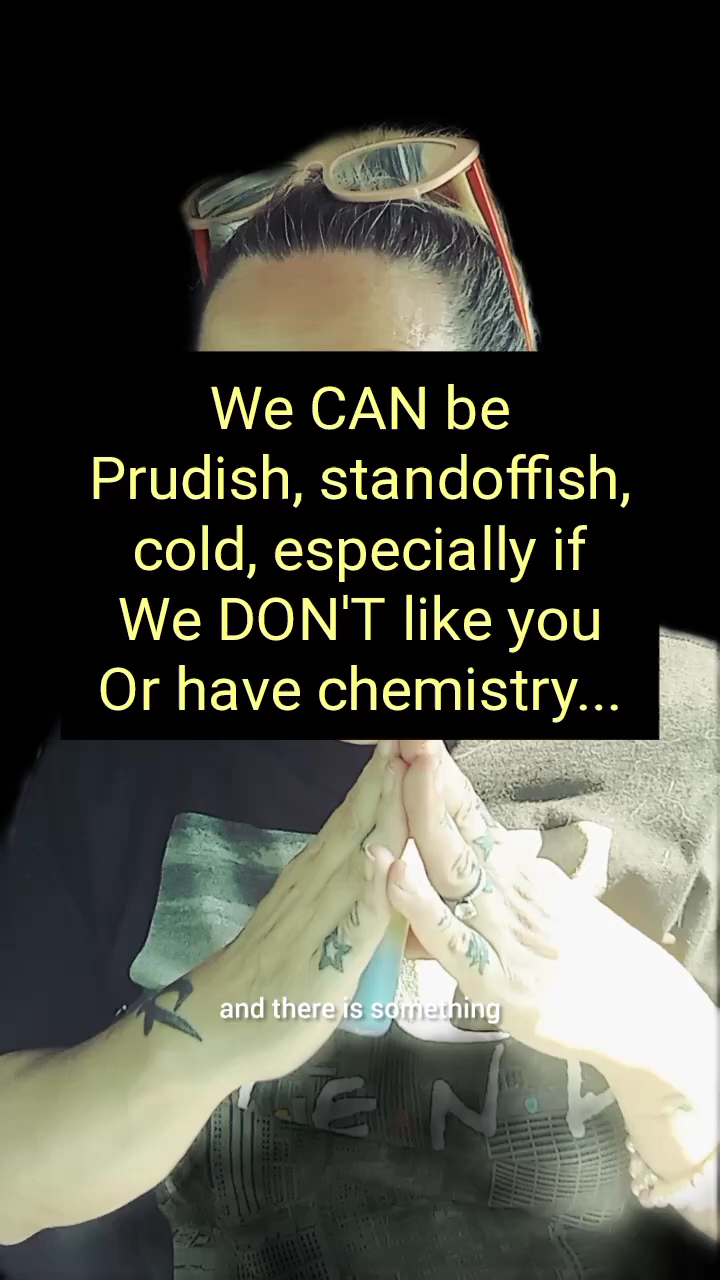 We CAN be
Prudish, standoffish,
cold, especially if
We DON'T like you
Or have chemistry...
and there is something